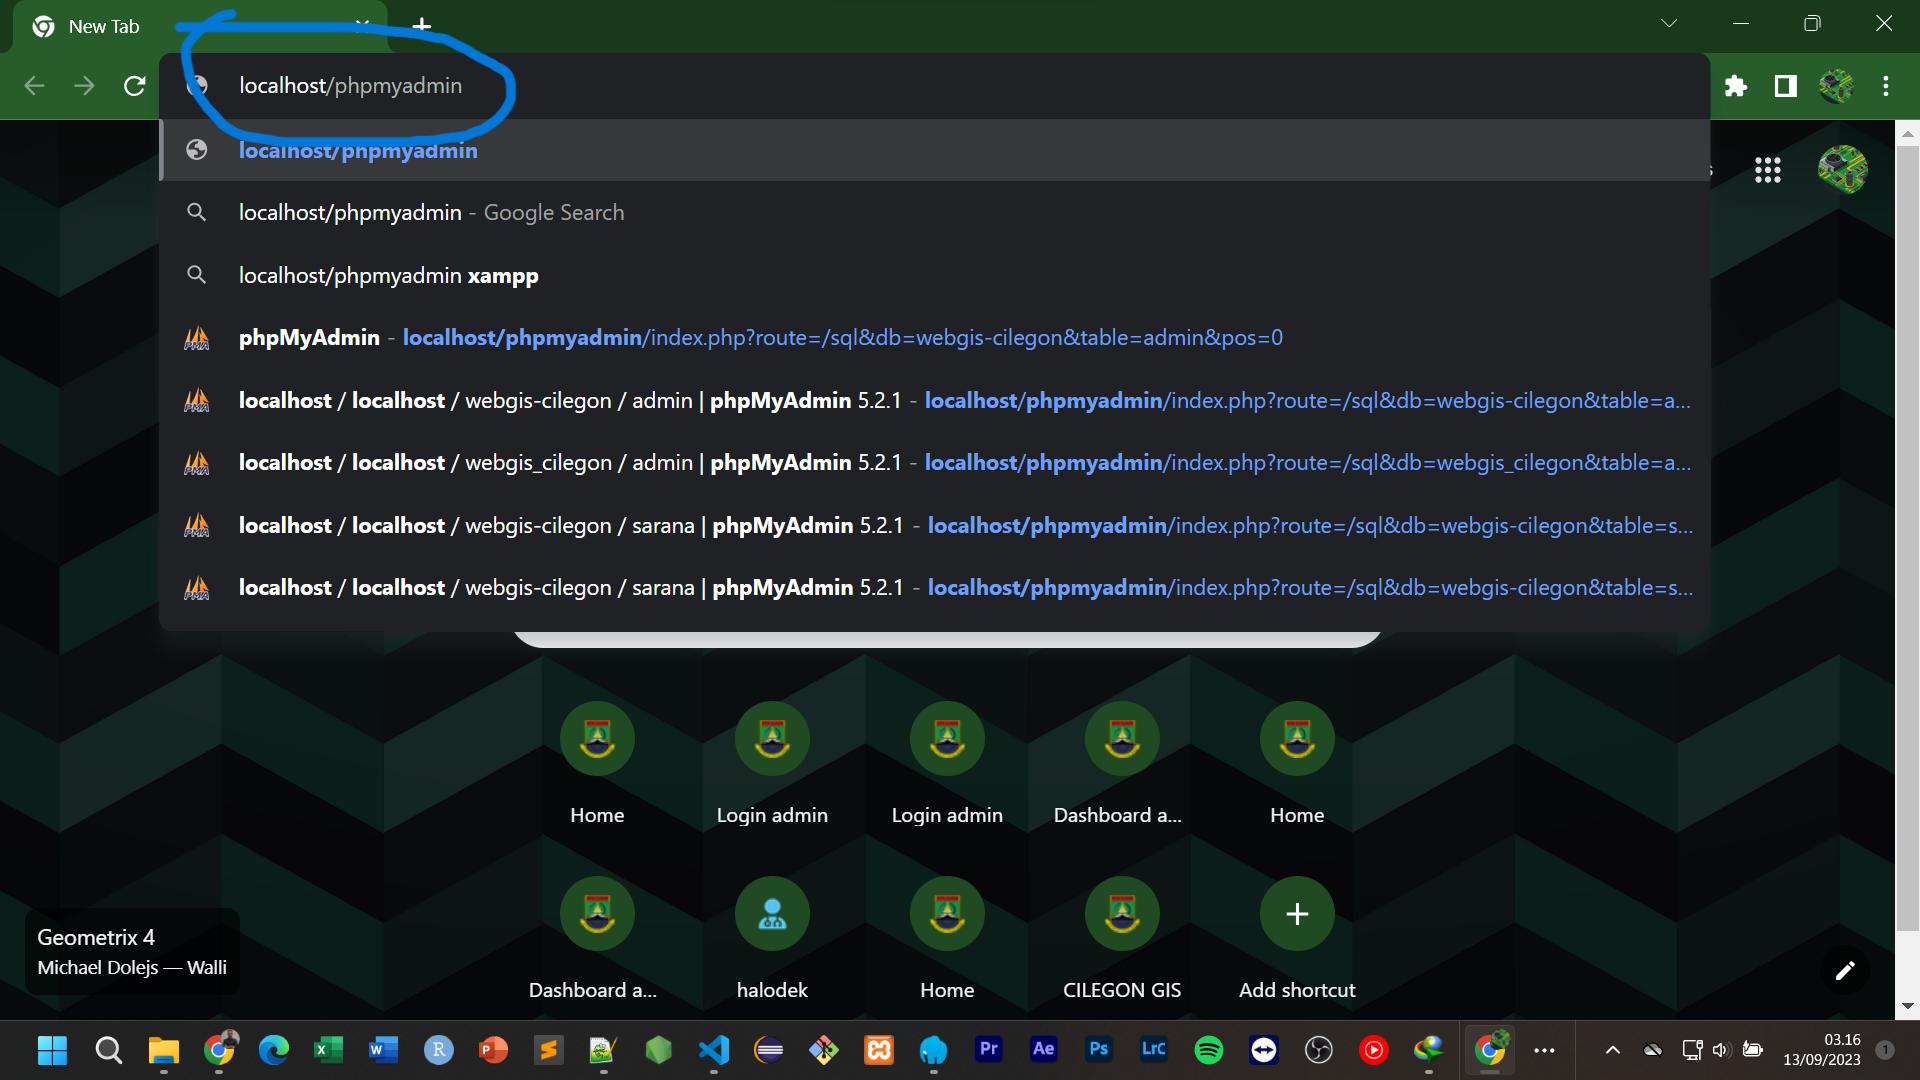 New Tab
localhost/phpmyadmin
localhost/phpmyadmin
localhost/phpmyadmin - Google Search
localhost/phpmyadmin xampp
phpMyAdmin - localhost/phpmyadmin/index.php?route=/sql&db=webgis-cilegon&table=admin&pos=0
localhost / localhost / webgis-cilegon / admin | phpMyAdmin 5.2.1 - localhost/phpmyadmin/index.php?route=/sql&db=webgis-cilegon&table=a...
localhost / localhost / webgis_cilegon / admin | phpMyAdmin 5.2.1 - localhost/phpmyadmin/index.php?route=/sql&db=webgis_cilegon&table=a...
localhost / localhost / webgis-cilegon / sarana | phpMyAdmin 5.2.1 - localhost/phpmyadmin/index.php?route=/sql&db=webgis-cilegon&table=s...
localhost / localhost / webgis-cilegon / sarana | phpMyAdmin 5.2.1 - localhost/phpmyadmin/index.php?route=/sql&db=webgis-cilegon&table=s...
Home
Login admin
Login admin
Dashboard a...
Home
Dashboard a...
halodek
Home
CILEGON GIS
Add shortcut
Geometrix 4
Michael Dolejs — Walli
Pr
Ae
Ps
LrC
03.16
13/09/2023
1